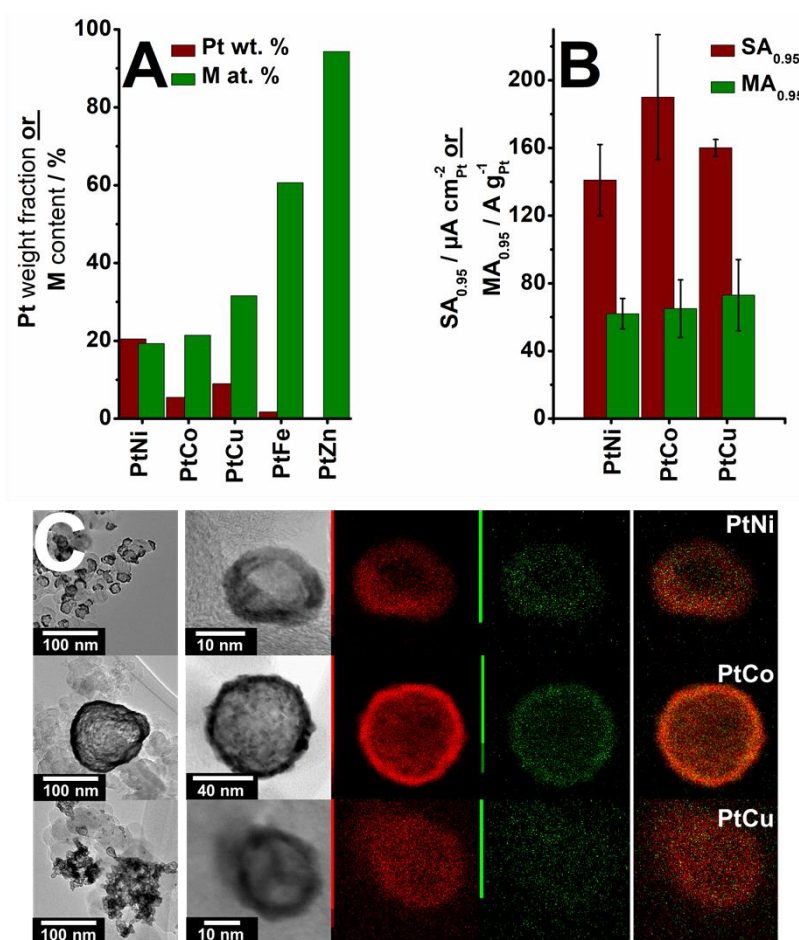 A
Pt wt. %
M at. %
100
80
60
40
20
0
Pt weight fraction or
M content / %
PtNi
PtCo
PtCu
PtFe
PtZn
B
SA0.95
MA0.95
200
160
120
80
40
0
SA0.95 / µA cm-2Pt or
MA0.95 / A g-1Pt
PtNi
PtCo
PtCu
C
PtNi
100 nm
10 nm
PtCo
100 nm
40 nm
PtCu
100 nm
10 nm